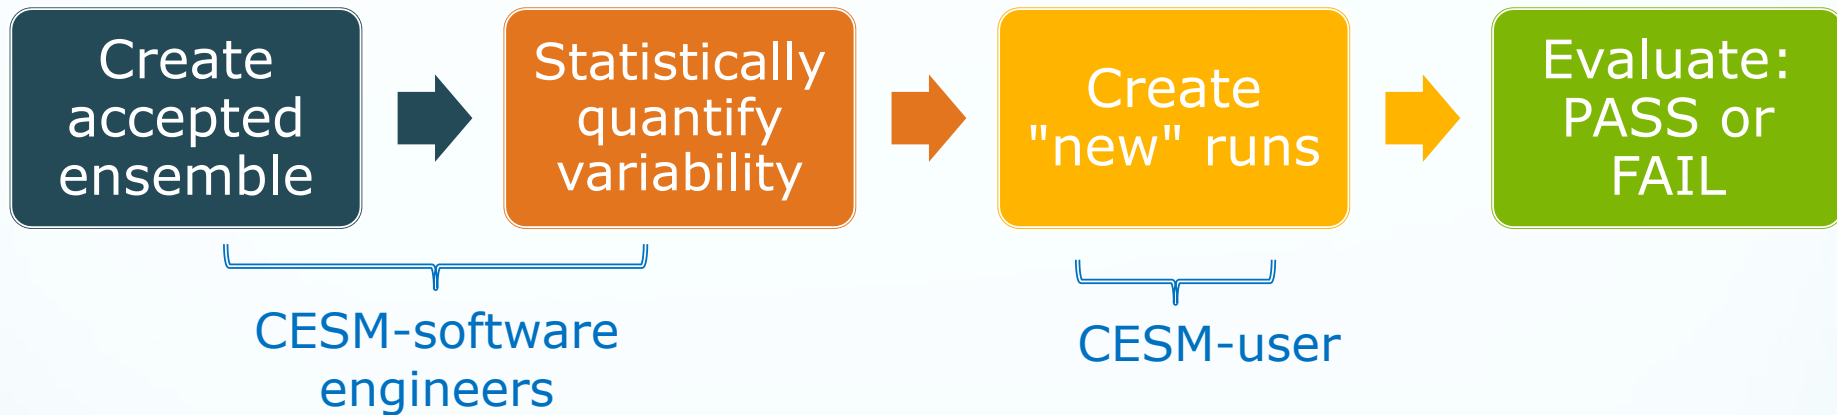 Create
accepted
ensemble
Statistically
quantify
variability
Create
"new" runs
Evaluate:
PASS or
FAIL
CESM-software
engineers
CESM-user